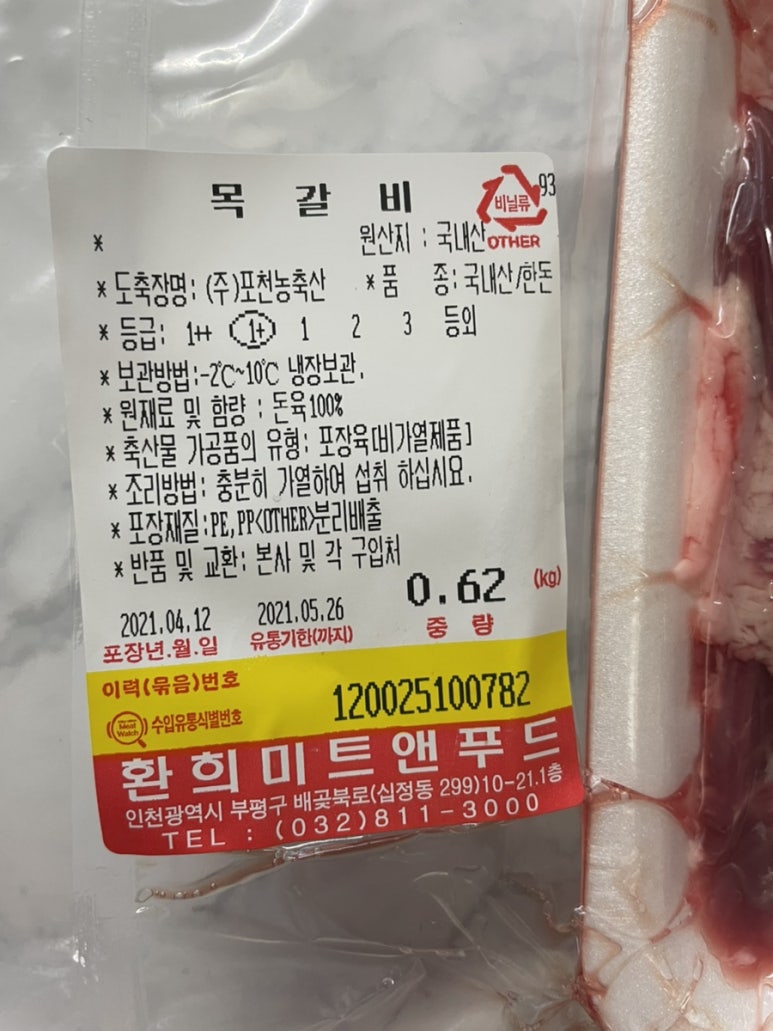 목 갈 비
비닐류
93
OTHER
* 원산지 : 국내산
* 도축장명: (주)포천농축산 * 품 종: 국내산/한돈
* 등급: 1++ 1+ 1 2 3 등외
* 보관방법:-2℃~10℃ 냉장보관.
* 원재료 및 함량 : 돈육100%
* 축산물 가공품의 유형: 포장육[비가열제품]
* 조리방법: 충분히 가열하여 섭취 하십시요.
* 포장재질:PE,PP<OTHER>분리배출
* 반품 및 교환: 본사 및 각 구입처
0.62 (kg)
중 량
2021.04.12 2021.05.26
포장년.월.일 유통기한(까지)
이력(묶음)번호
120025100782
Meat Watch 수입유통식별번호
환희미트앤푸드
인천광역시 부평구 배곶북로(십정동 299)10-21.1층
TEL : (032)811-3000